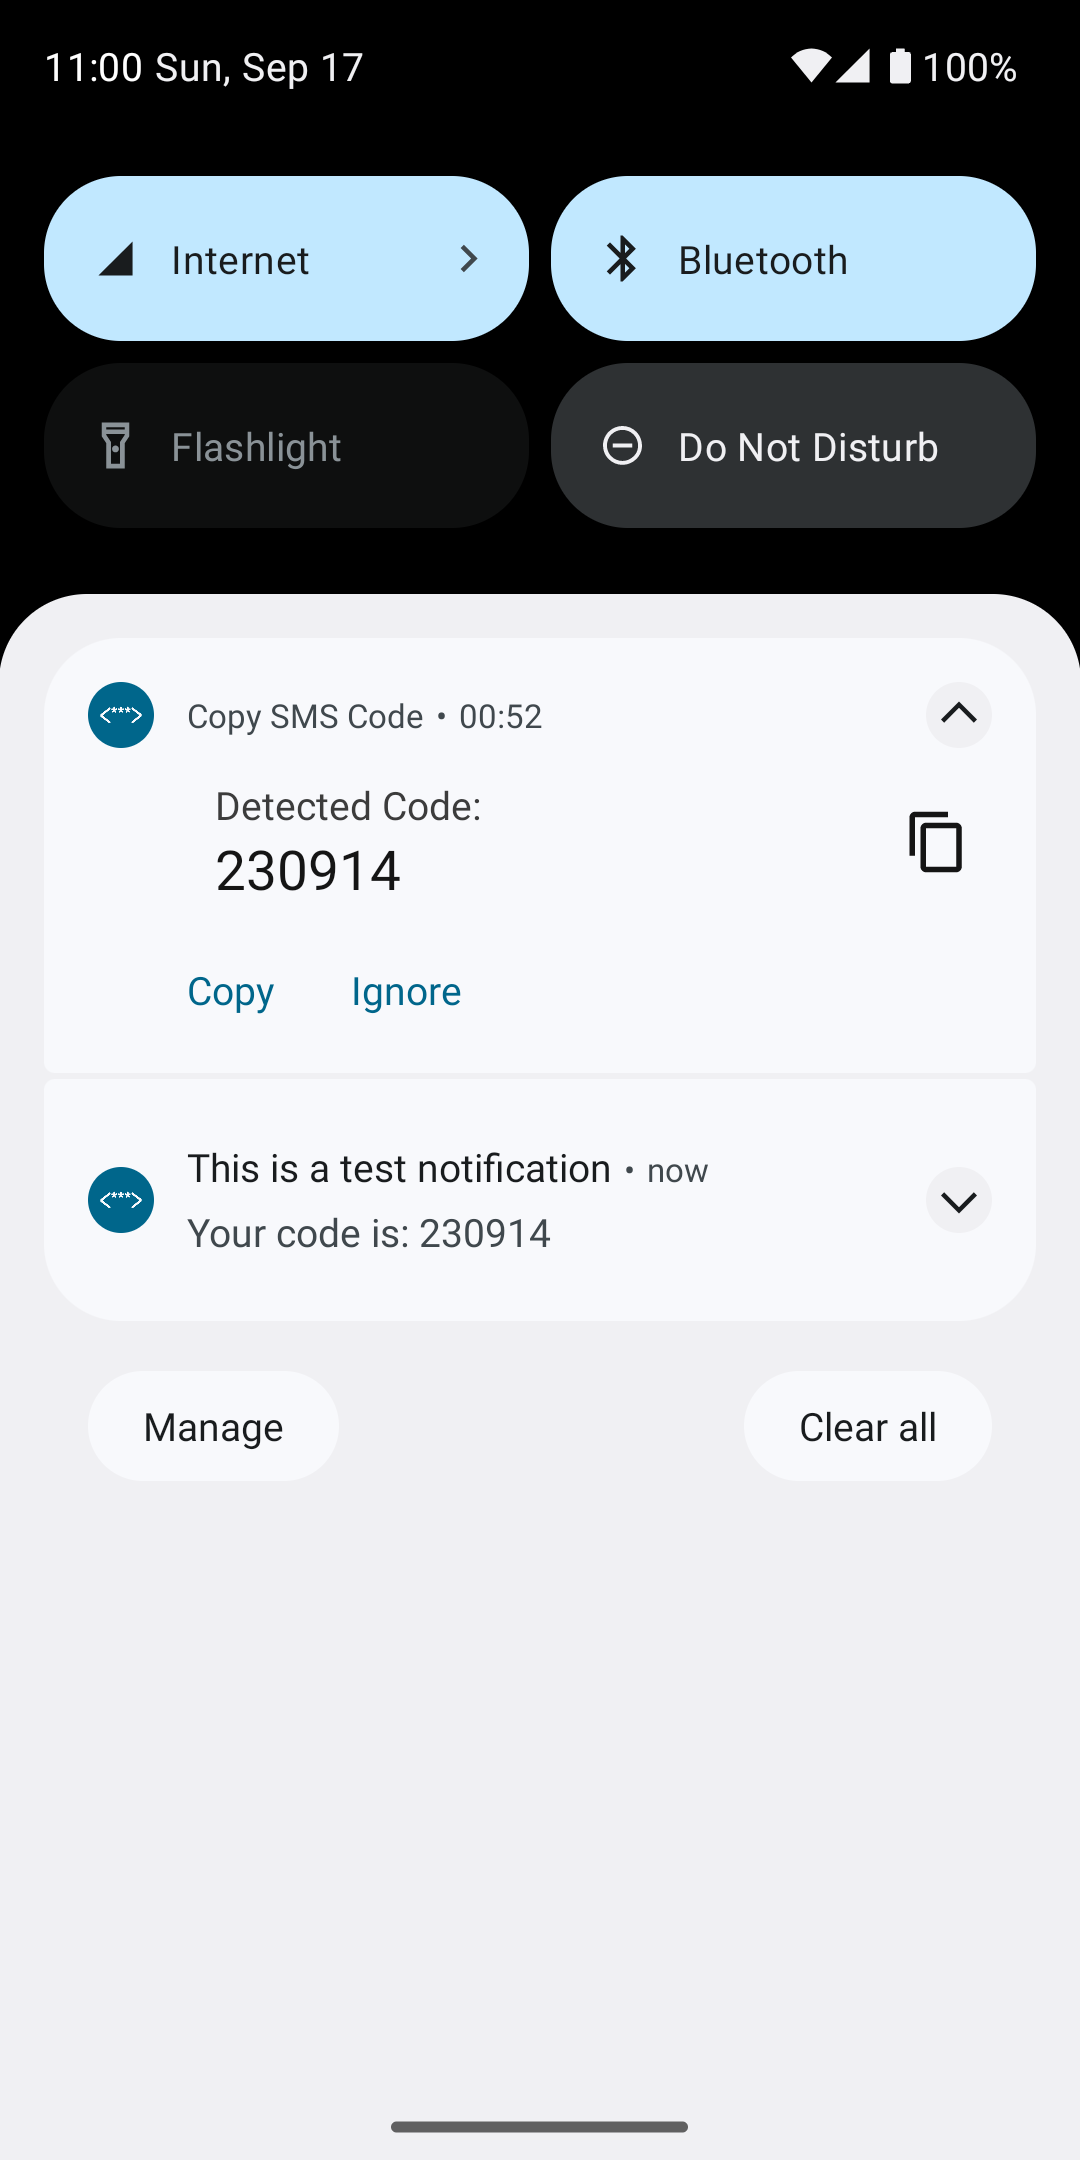 11:00 Sun, Sep 17 100%
Internet
Bluetooth
Flashlight
Do Not Disturb
<***> Copy SMS Code • 00:52
Detected Code:
230914
Copy Ignore
<***> This is a test notification • now
Your code is: 230914
Manage Clear all